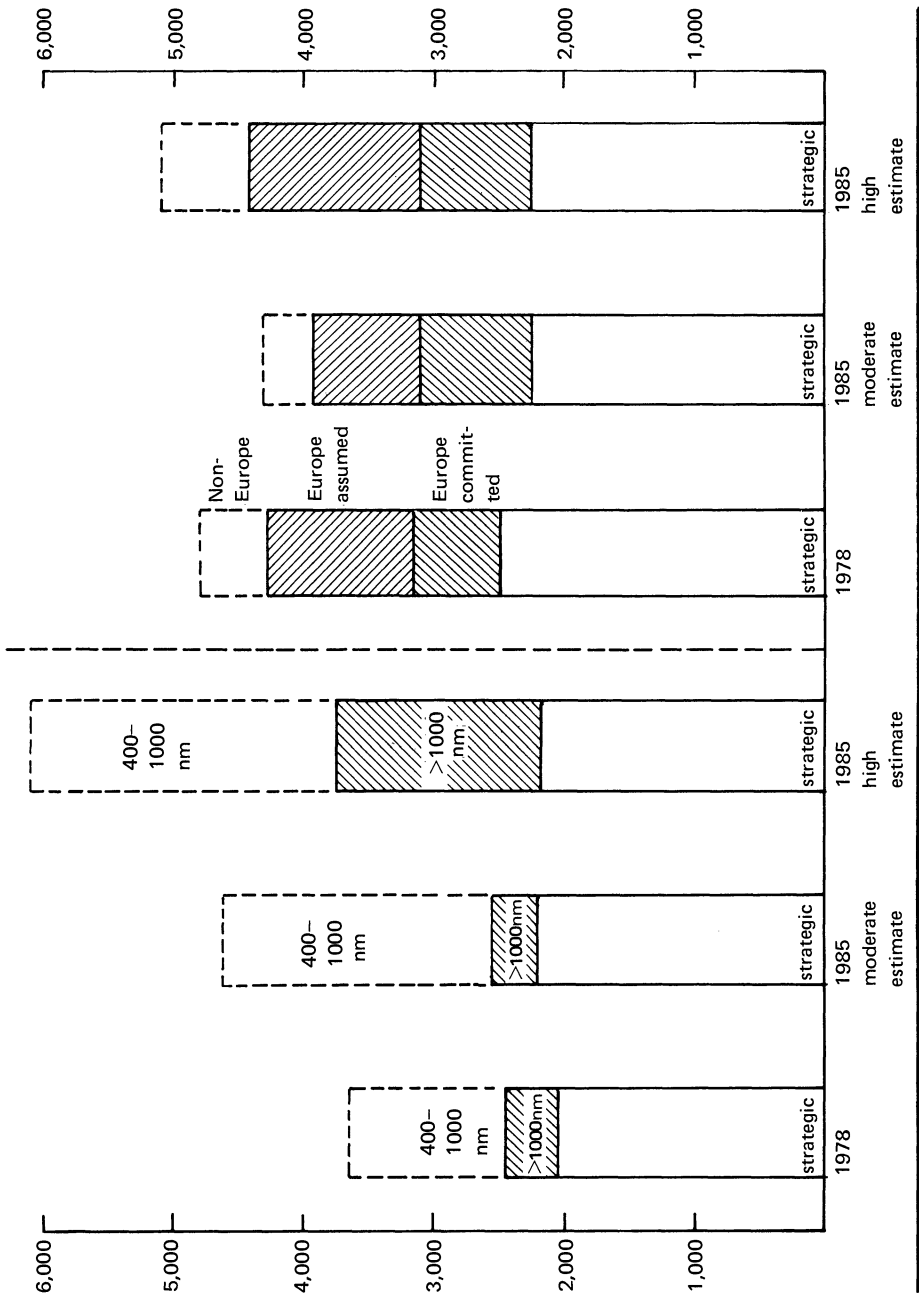 6,000
5,000
4,000
3,000
2,000
1,000
400–
1000
nm
>1000nm
strategic
1978
400–
1000
nm
>1000nm
strategic
1985
moderate
estimate
400–
1000
nm
>1000
nm
strategic
1985
high
estimate
Non-
Europe
Europe
assumed
Europe
commit-
ted
strategic
1978
strategic
1985
moderate
estimate
strategic
1985
high
estimate
6,000
5,000
4,000
3,000
2,000
1,000